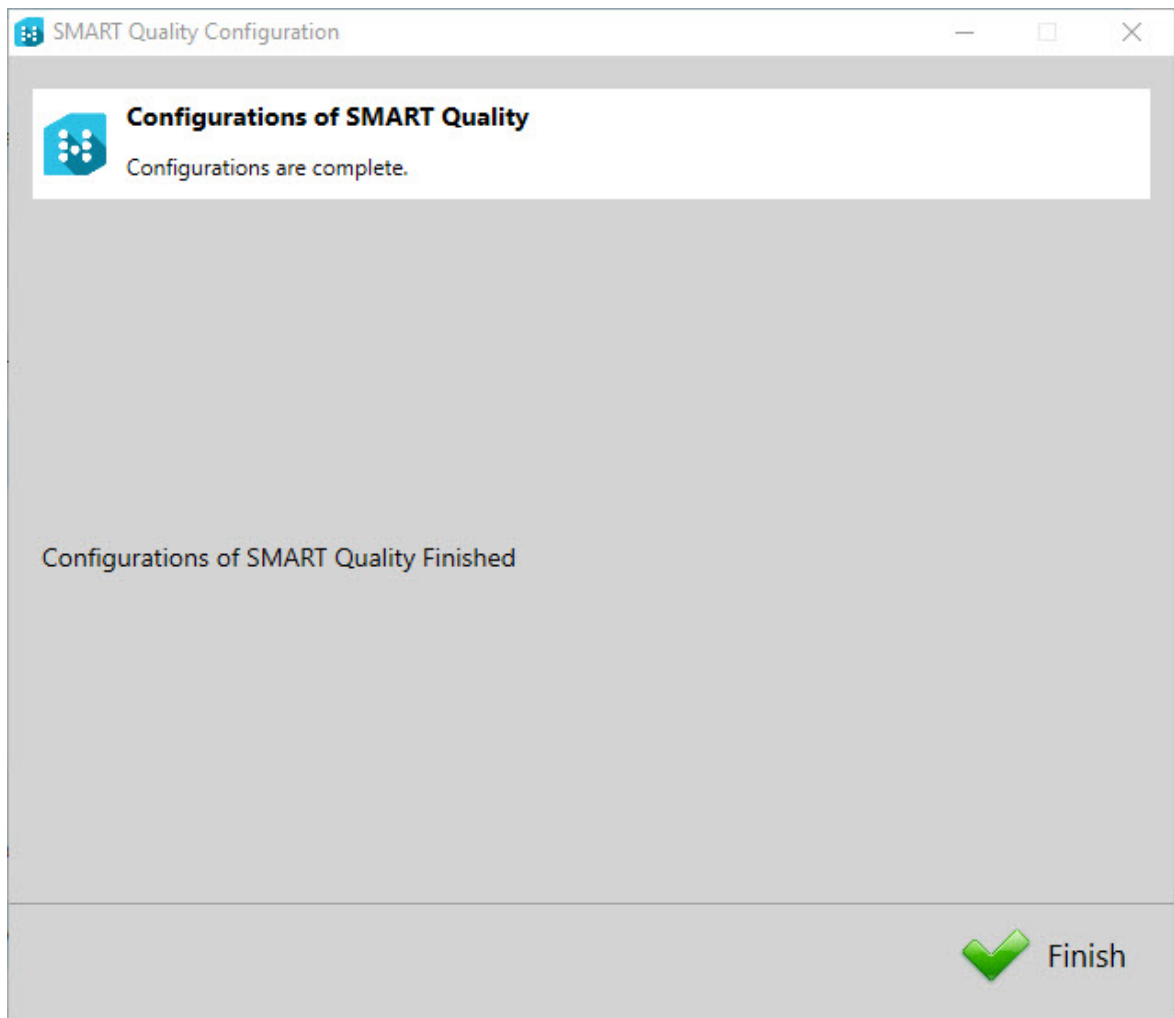 SMART Quality Configuration
Configurations of SMART Quality
Configurations are complete.
Configurations of SMART Quality Finished
Finish